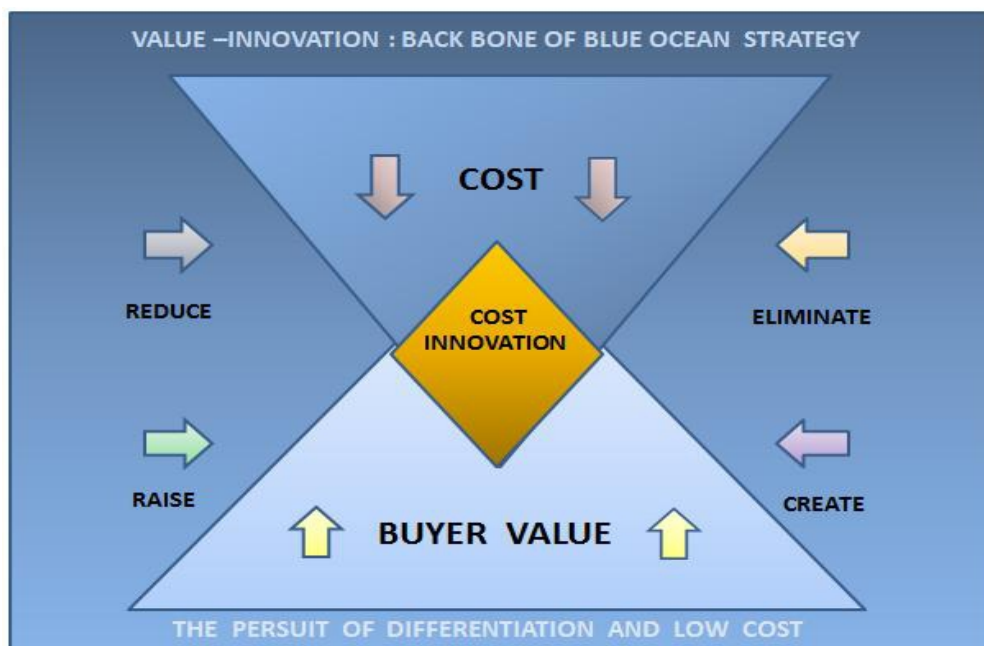 VALUE –INNOVATION : BACK BONE OF BLUE OCEAN STRATEGY
COST
REDUCE
ELIMINATE
COST
INNOVATION
RAISE
CREATE
BUYER VALUE
THE PERSUIT OF DIFFERENTIATION AND LOW COST